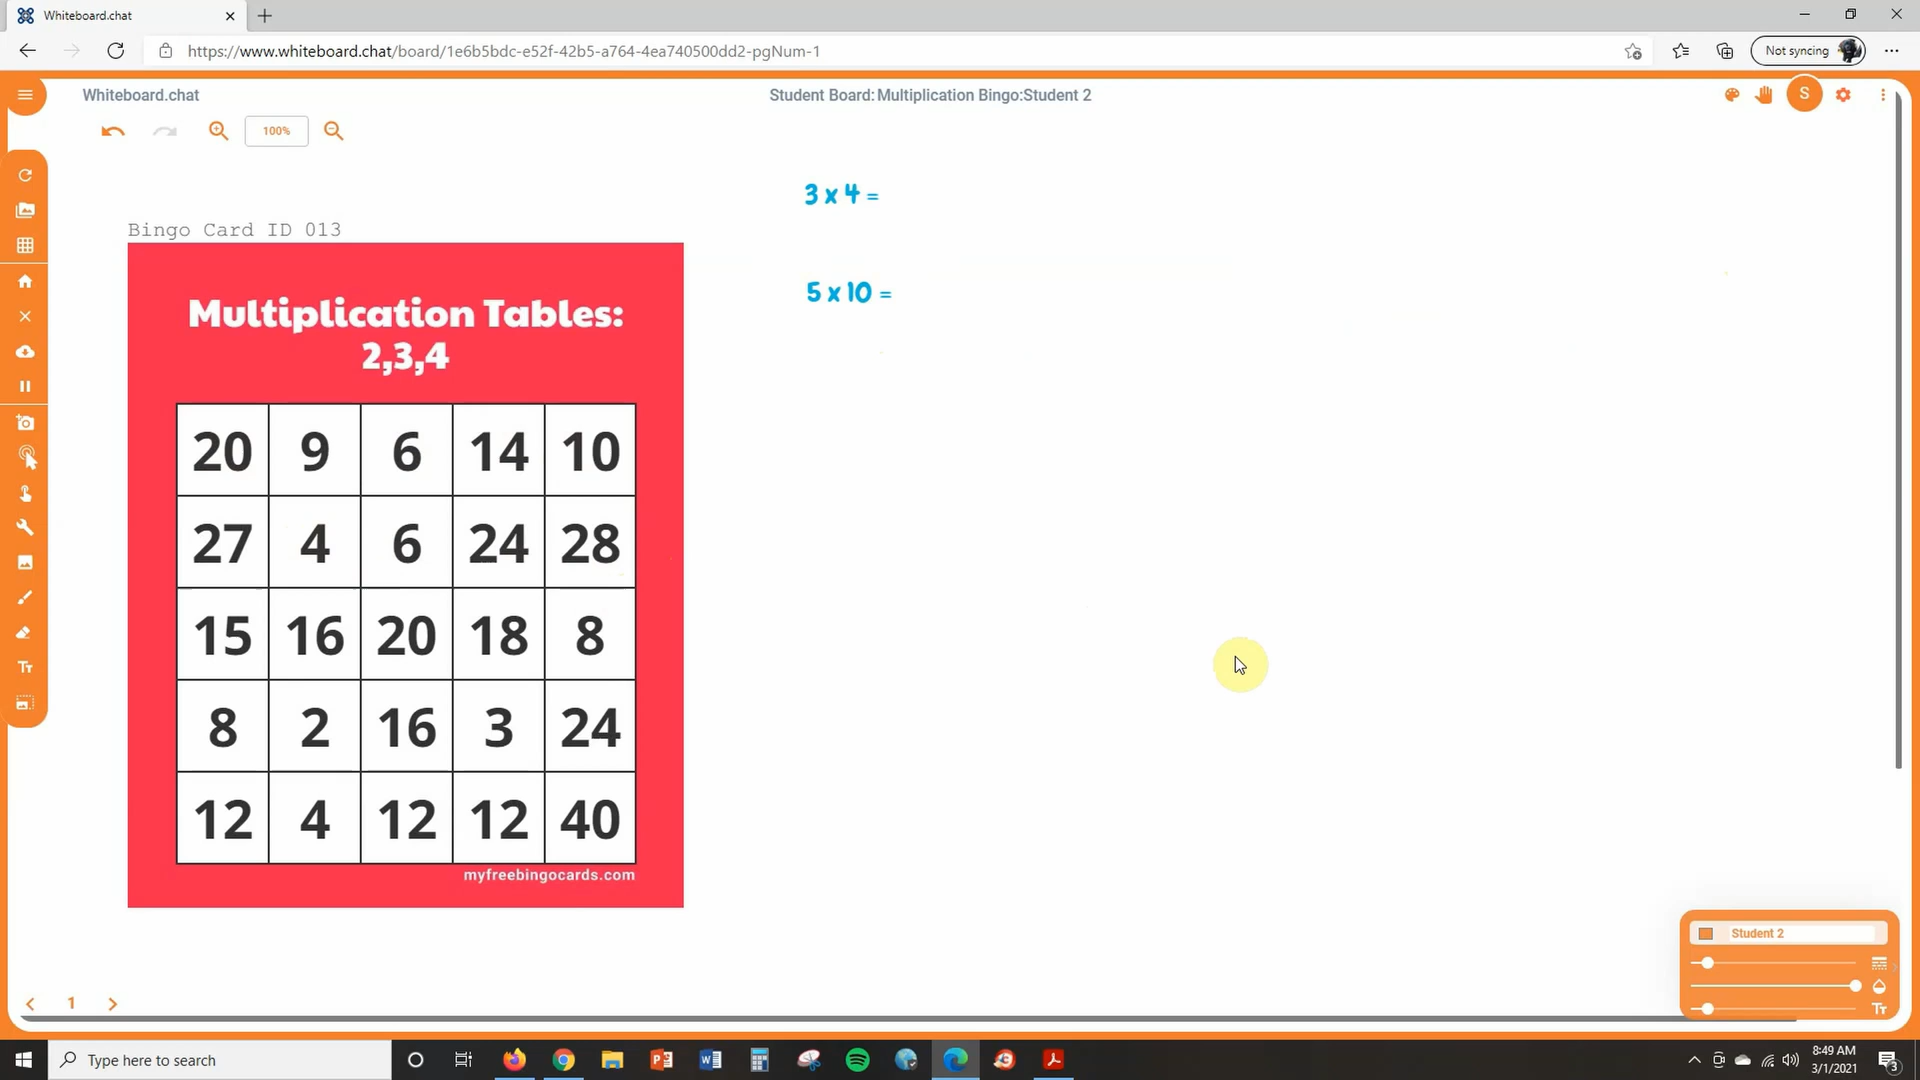 Whiteboard.chat
https://www.whiteboard.chat/board/1e6b5bdc-e52f-42b5-a764-4ea740500dd2-pgNum-1
Not syncing
Whiteboard.chat
Student Board: Multiplication Bingo:Student 2
S
100%
3 x 4 =
Bingo Card ID 013
5 x 10 =
Multiplication Tables:
2,3,4
20 9 6 14 10
27 4 6 24 28
15 16 20 18 8
8 2 16 3 24
12 4 12 12 40
myfreebingocards.com
Tt
Student 2
Tt
1
Type here to search
8:49 AM
3/1/2021
3